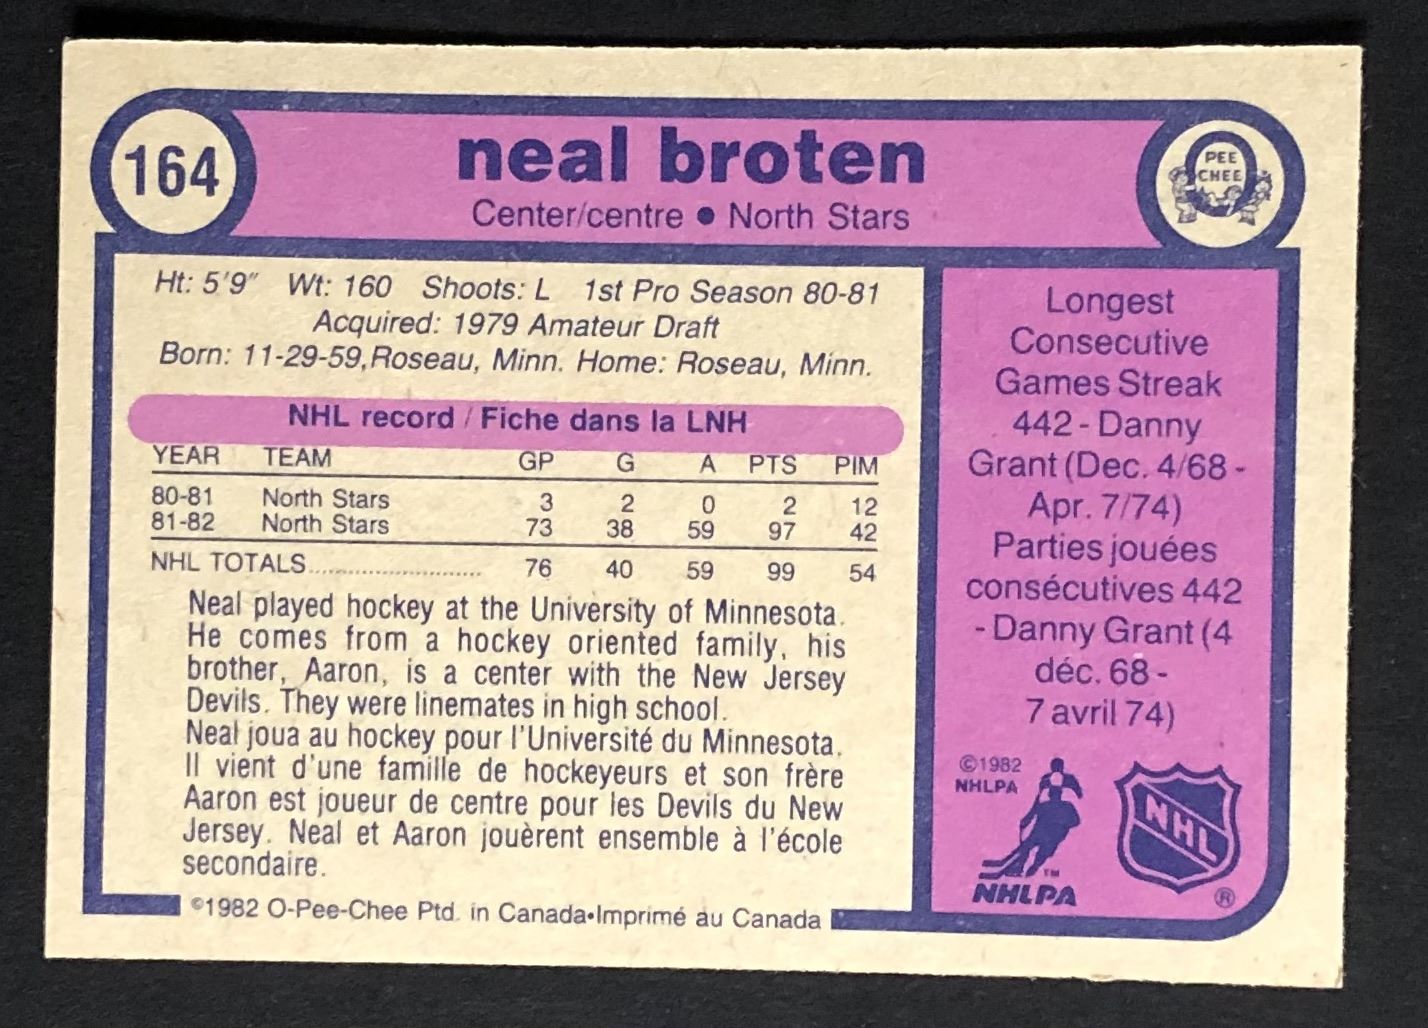 164
neal broten
Center/centre • North Stars
PEE
CHEE
Ht: 5'9" Wt: 160 Shoots: L 1st Pro Season 80-81
Acquired: 1979 Amateur Draft
Born: 11-29-59, Roseau, Minn. Home: Roseau, Minn.
NHL record / Fiche dans la LNH
YEAR TEAM GP G A PTS PIM
80-81 North Stars 3 2 0 2 12
81-82 North Stars 73 38 59 97 42
NHL TOTALS........................ 76 40 59 99 54
Neal played hockey at the University of Minnesota.
He comes from a hockey oriented family, his
brother, Aaron, is a center with the New Jersey
Devils. They were linemates in high school.
Neal joua au hockey pour l'Université du Minnesota.
Il vient d'une famille de hockeyeurs et son frère
Aaron est joueur de centre pour les Devils du New
Jersey. Neal et Aaron jouèrent ensemble à l'école
secondaire.
©1982 O-Pee-Chee Ptd. in Canada•Imprimé au Canada
Longest
Consecutive
Games Streak
442 - Danny
Grant (Dec. 4/68 -
Apr. 7/74)
Parties jouées
consécutives 442
- Danny Grant (4
déc. 68 -
7 avril 74)
©1982
NHLPA
TM
NHLPA
NHL
®